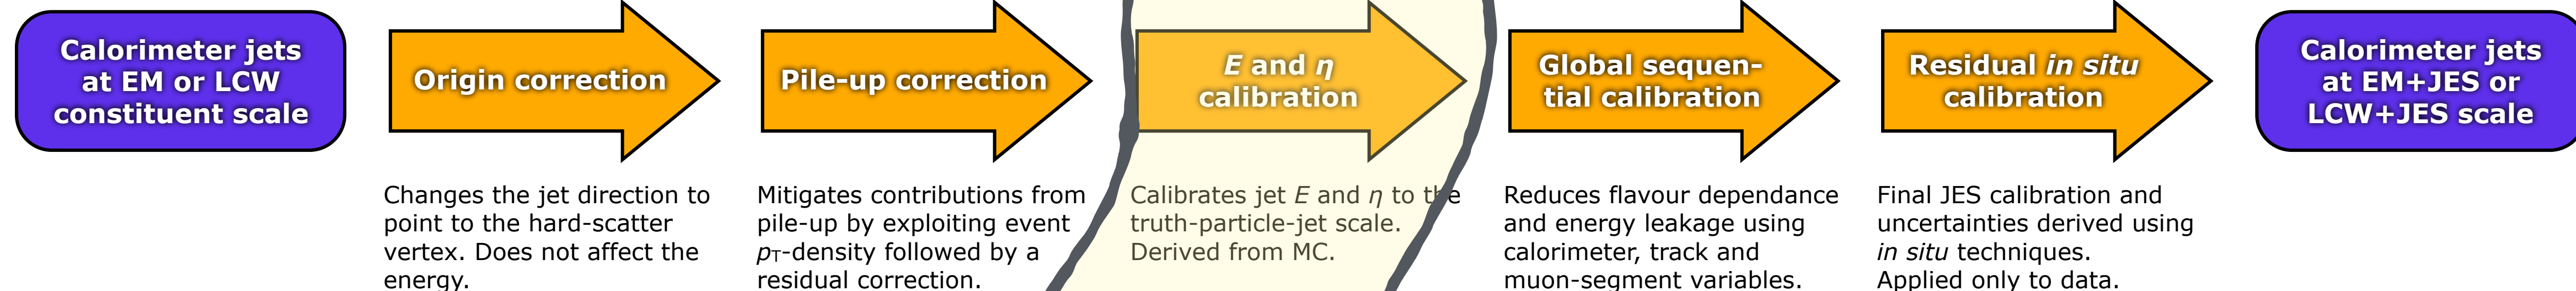 Calorimeter jets
at EM or LCW
constituent scale
Origin correction
Changes the jet direction to
point to the hard-scatter
vertex. Does not affect the
energy.
Pile-up correction
Mitigates contributions from
pile-up by exploiting event
pT-density followed by a
residual correction.
E and η
calibration
Calibrates jet E and η to the
truth-particle-jet scale.
Derived from MC.
Global sequen-
tial calibration
Reduces flavour dependance
and energy leakage using
calorimeter, track and
muon-segment variables.
Residual in situ
calibration
Final JES calibration and
uncertainties derived using
in situ techniques.
Applied only to data.
Calorimeter jets
at EM+JES or
LCW+JES scale